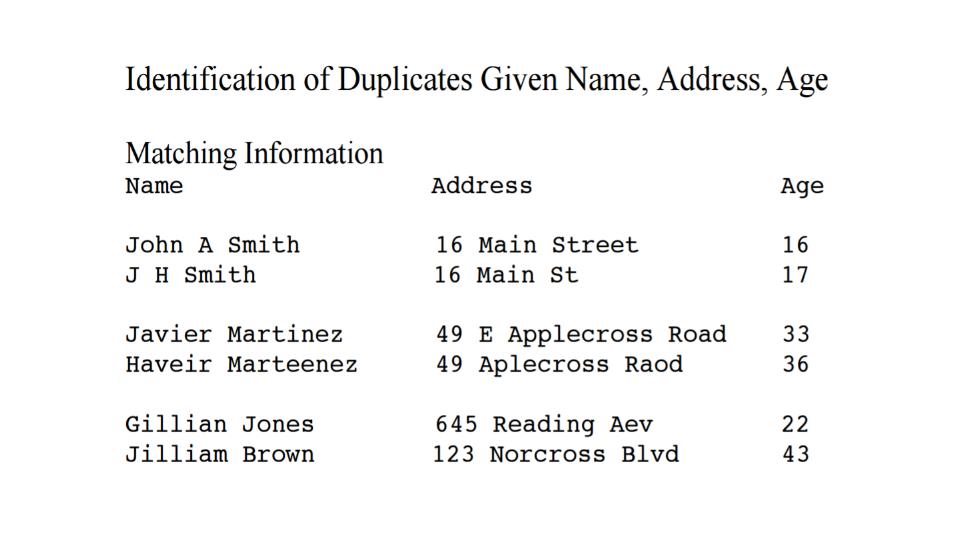 Identification of Duplicates Given Name, Address, Age
Matching Information
Name Address Age
John A Smith 16 Main Street 16
J H Smith 16 Main St 17
Javier Martinez 49 E Applecross Road 33
Haveir Marteenez 49 Aplecross Raod 36
Gillian Jones 645 Reading Aev 22
Jilliam Brown 123 Norcross Blvd 43